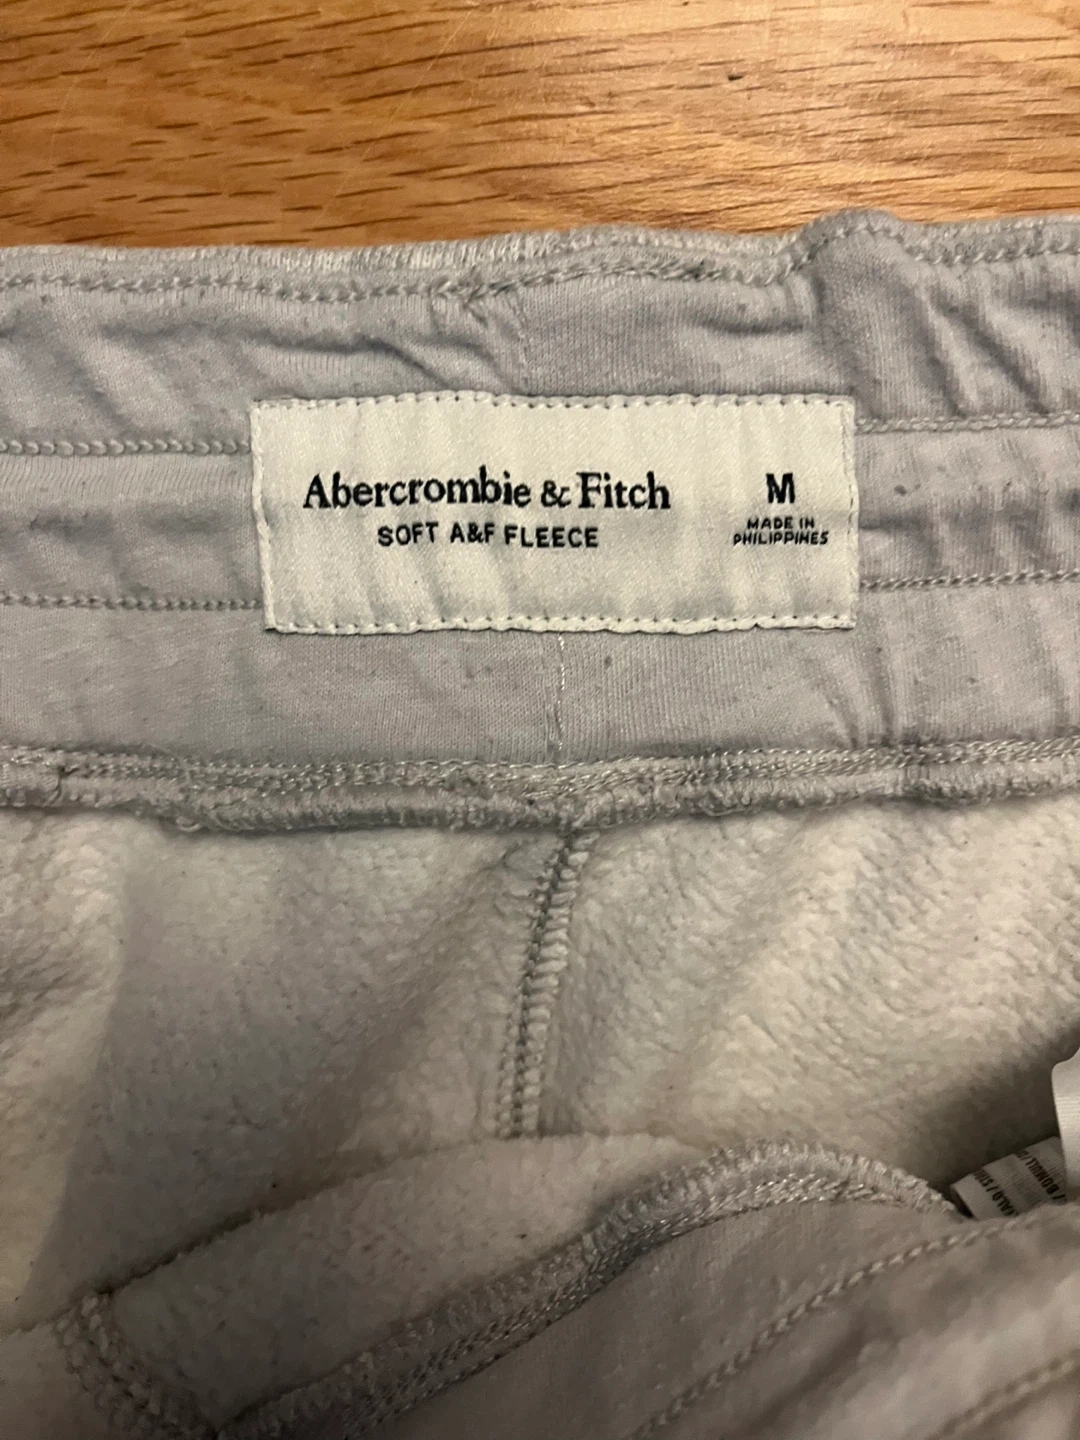 Abercrombie & Fitch
SOFT A&F FLEECE
M
MADE IN
PHILIPPINES